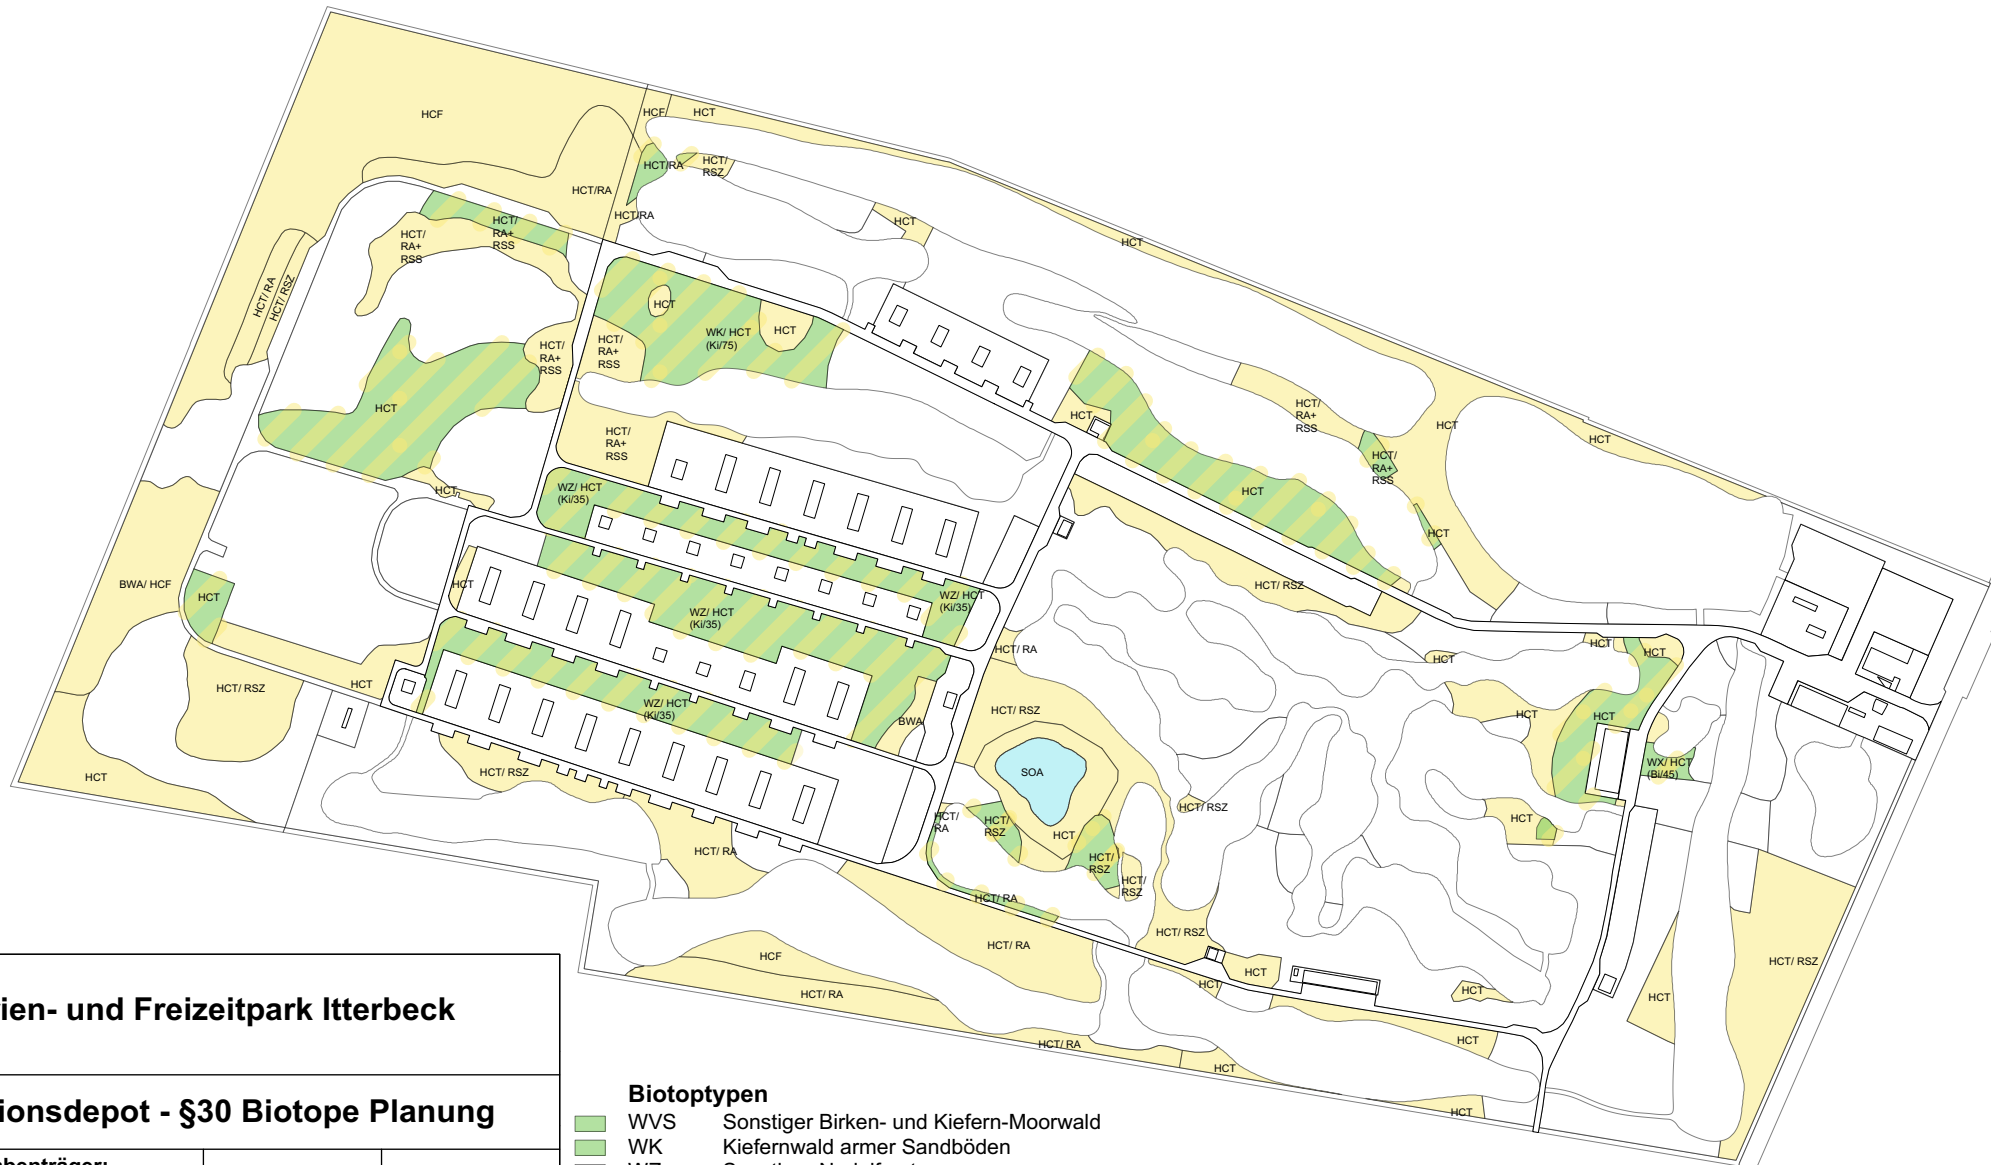 HCF
HCF
HCT
HCT/RA
HCT/
RSZ
HCT/RA
HCT/RA
HCT/
RA+
RSS
HCT/
RA+
RSS
HCT
HCT
HCT/ RA
HCT/ RSZ
HCT
WK/ HCT
(Ki/75)
HCT
HCT/
RA+
RSS
HCT/
RA+
RSS
HCT
HCT
HCT/
RA+
RSS
HCT
HCT
HCT/
RA+
RSS
HCT/
RA+
RSS
HCT
HCT
WZ/ HCT
(Ki/35)
HCT
BWA/ HCF
HCT
HCT
WZ/ HCT
(Ki/35)
WZ/ HCT
(Ki/35)
HCT/ RSZ
HCT/ RA
HCT
HCT
HCT
HCT/ RSZ
HCT
WZ/ HCT
(Ki/35)
BWA
HCT/ RSZ
HCT
HCT
HCT
HCT/ RSZ
SOA
WX/ HCT
(Bi/45)
HCT/
RA
HCT/
RSZ
HCT
HCT/ RSZ
HCT
HCT/ RA
HCT/
RSZ
HCT/
RSZ
HCT/ RA
HCT/ RA
HCT/ RSZ
HCF
HCT/ RA
HCT
HCT
HCT
HCT
HCT/ RSZ
HCT/ RA
HCT
HCT
HCT
ien- und Freizeitpark Itterbeck
ionsdepot - §30 Biotope Planung
benträger:
Biotoptypen
WVS Sonstiger Birken- und Kiefern-Moorwald
WK Kiefernwald armer Sandböden